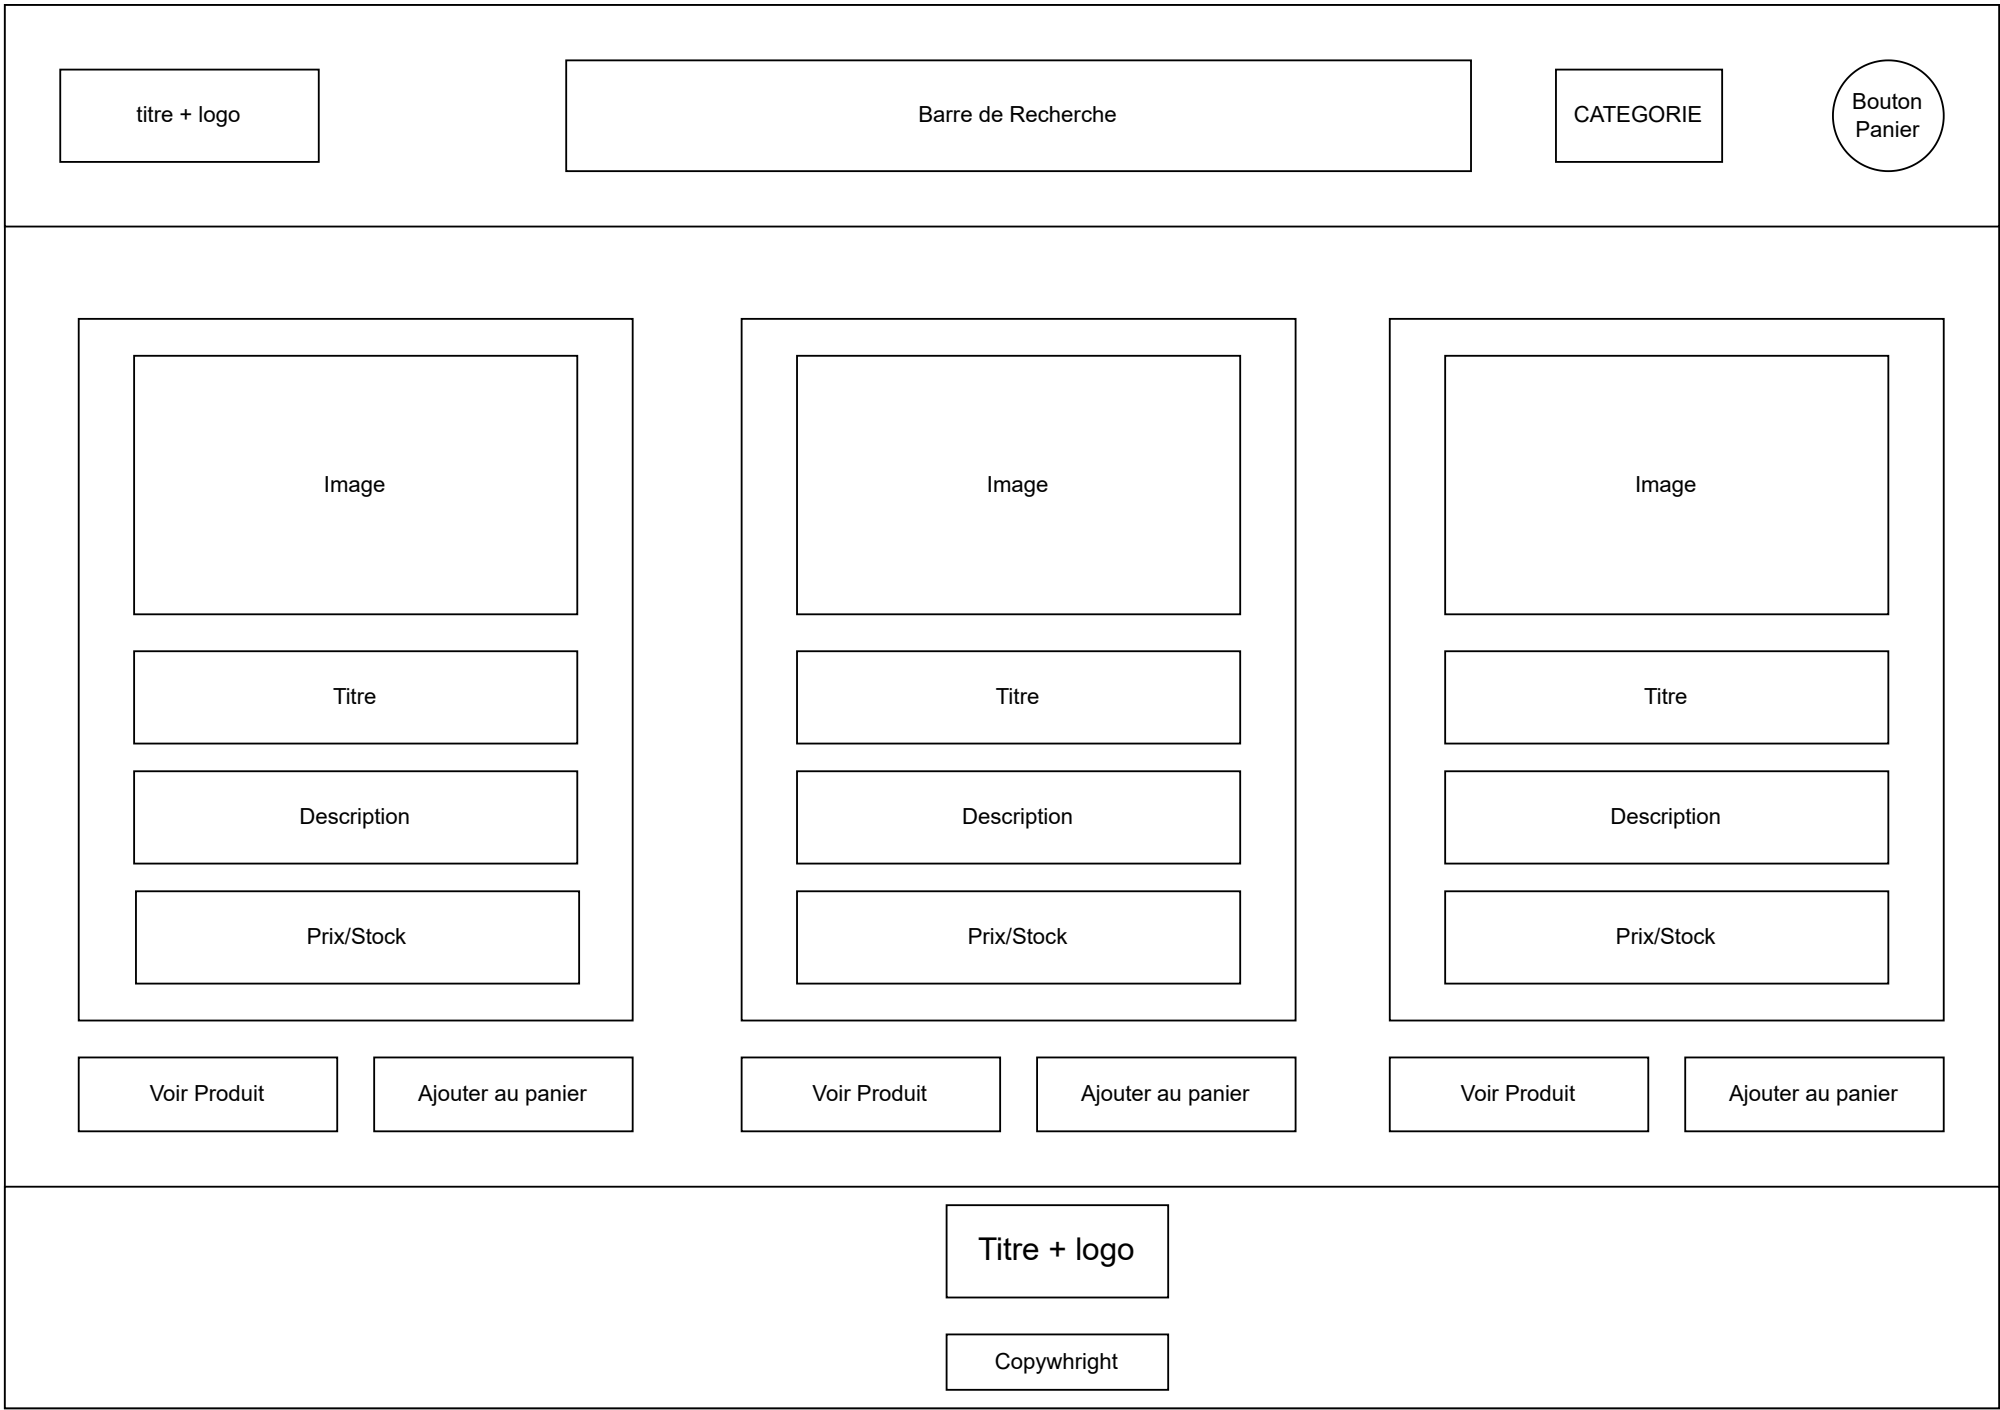 titre + logo
Barre de Recherche
CATEGORIE
Bouton
Panier
Image
Image
Image
Titre
Titre
Titre
Description
Description
Description
Prix/Stock
Prix/Stock
Prix/Stock
Voir Produit
Ajouter au panier
Voir Produit
Ajouter au panier
Voir Produit
Ajouter au panier
Titre + logo
Copywhright